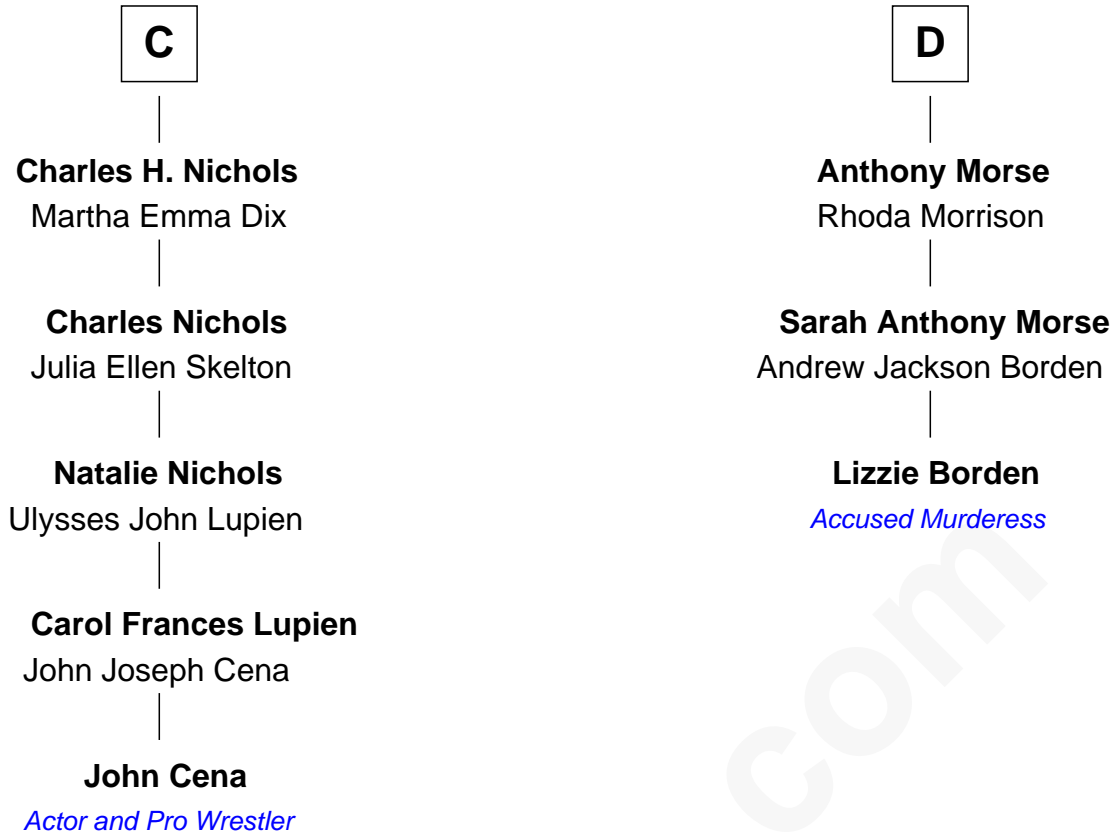 C
Charles H. Nichols
Martha Emma Dix
Charles Nichols
Julia Ellen Skelton
Natalie Nichols
Ulysses John Lupien
Carol Frances Lupien
John Joseph Cena
John Cena
Actor and Pro Wrestler
D
Anthony Morse
Rhoda Morrison
Sarah Anthony Morse
Andrew Jackson Borden
Lizzie Borden
Accused Murderess
com